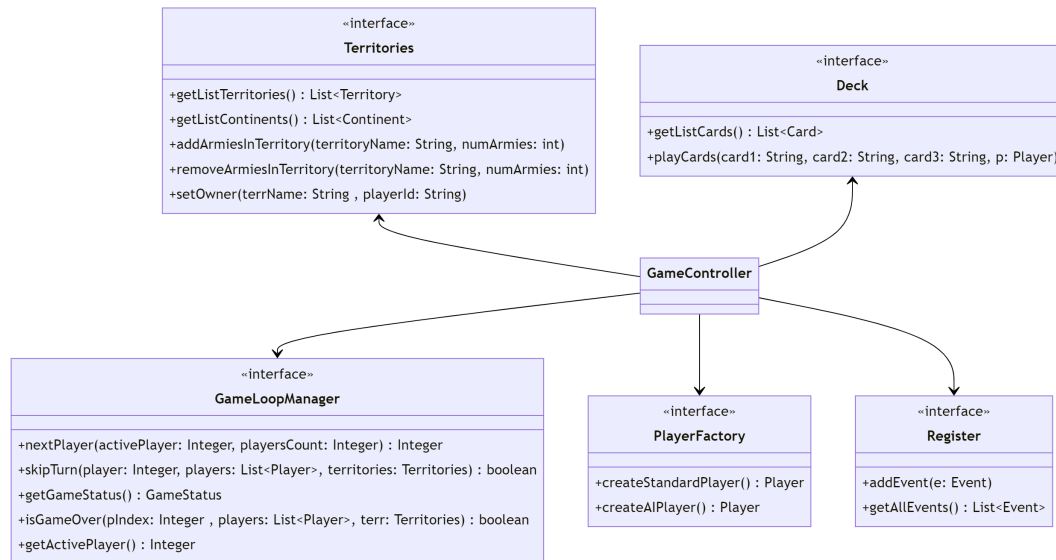 «interface»
Territories
+getListTerritories() : List<Territory>
+getListContinents() : List<Continent>
+addArmiesInTerritory(territoryName: String, numArmies: int)
+removeArmiesInTerritory(territoryName: String, numArmies: int)
+setOwner(terrName: String , playerId: String)
«interface»
Deck
+getListCards() : List<Card>
+playCards(card1: String, card2: String, card3: String, p: Player)
GameController
«interface»
GameLoopManager
+nextPlayer(activePlayer: Integer, playersCount: Integer) : Integer
+skipTurn(player: Integer, players: List<Player>, territories: Territories) : boolean
+getGameStatus() : GameStatus
+isGameOver(pIndex: Integer , players: List<Player>, terr: Territories) : boolean
+getActivePlayer() : Integer
«interface»
PlayerFactory
+createStandardPlayer() : Player
+createAIPlayer() : Player
«interface»
Register
+addEvent(e: Event)
+getAllEvents() : List<Event>